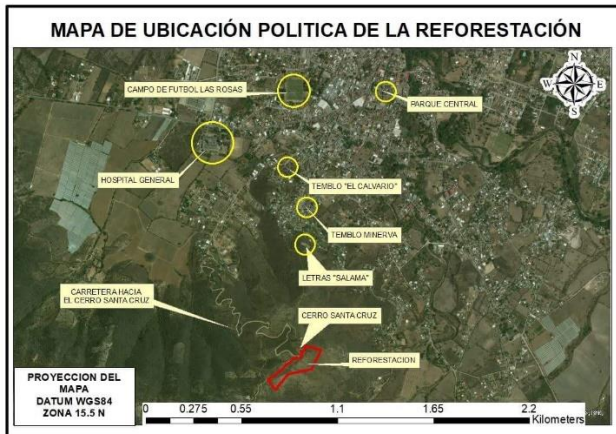 MAPA DE UBICACIÓN POLITICA DE LA REFORESTACIÓN
CAMPO DE FUTBOL LAS ROSAS
N
W E
S
PARQUE CENTRAL
HOSPITAL GENERAL
TEMBLO "EL CALVARIO"
TEMBLO MINERVA
LETRAS "SALAMA"
CARRETERA HACIA
EL CERRO SANTA CRUZ
CERRO SANTA CRUZ
REFORESTACION
PROYECCION DEL
MAPA
DATUM WGS84
ZONA 15.5 N
0 0.275 0.55 1.1 1.65 2.2
Kilometers